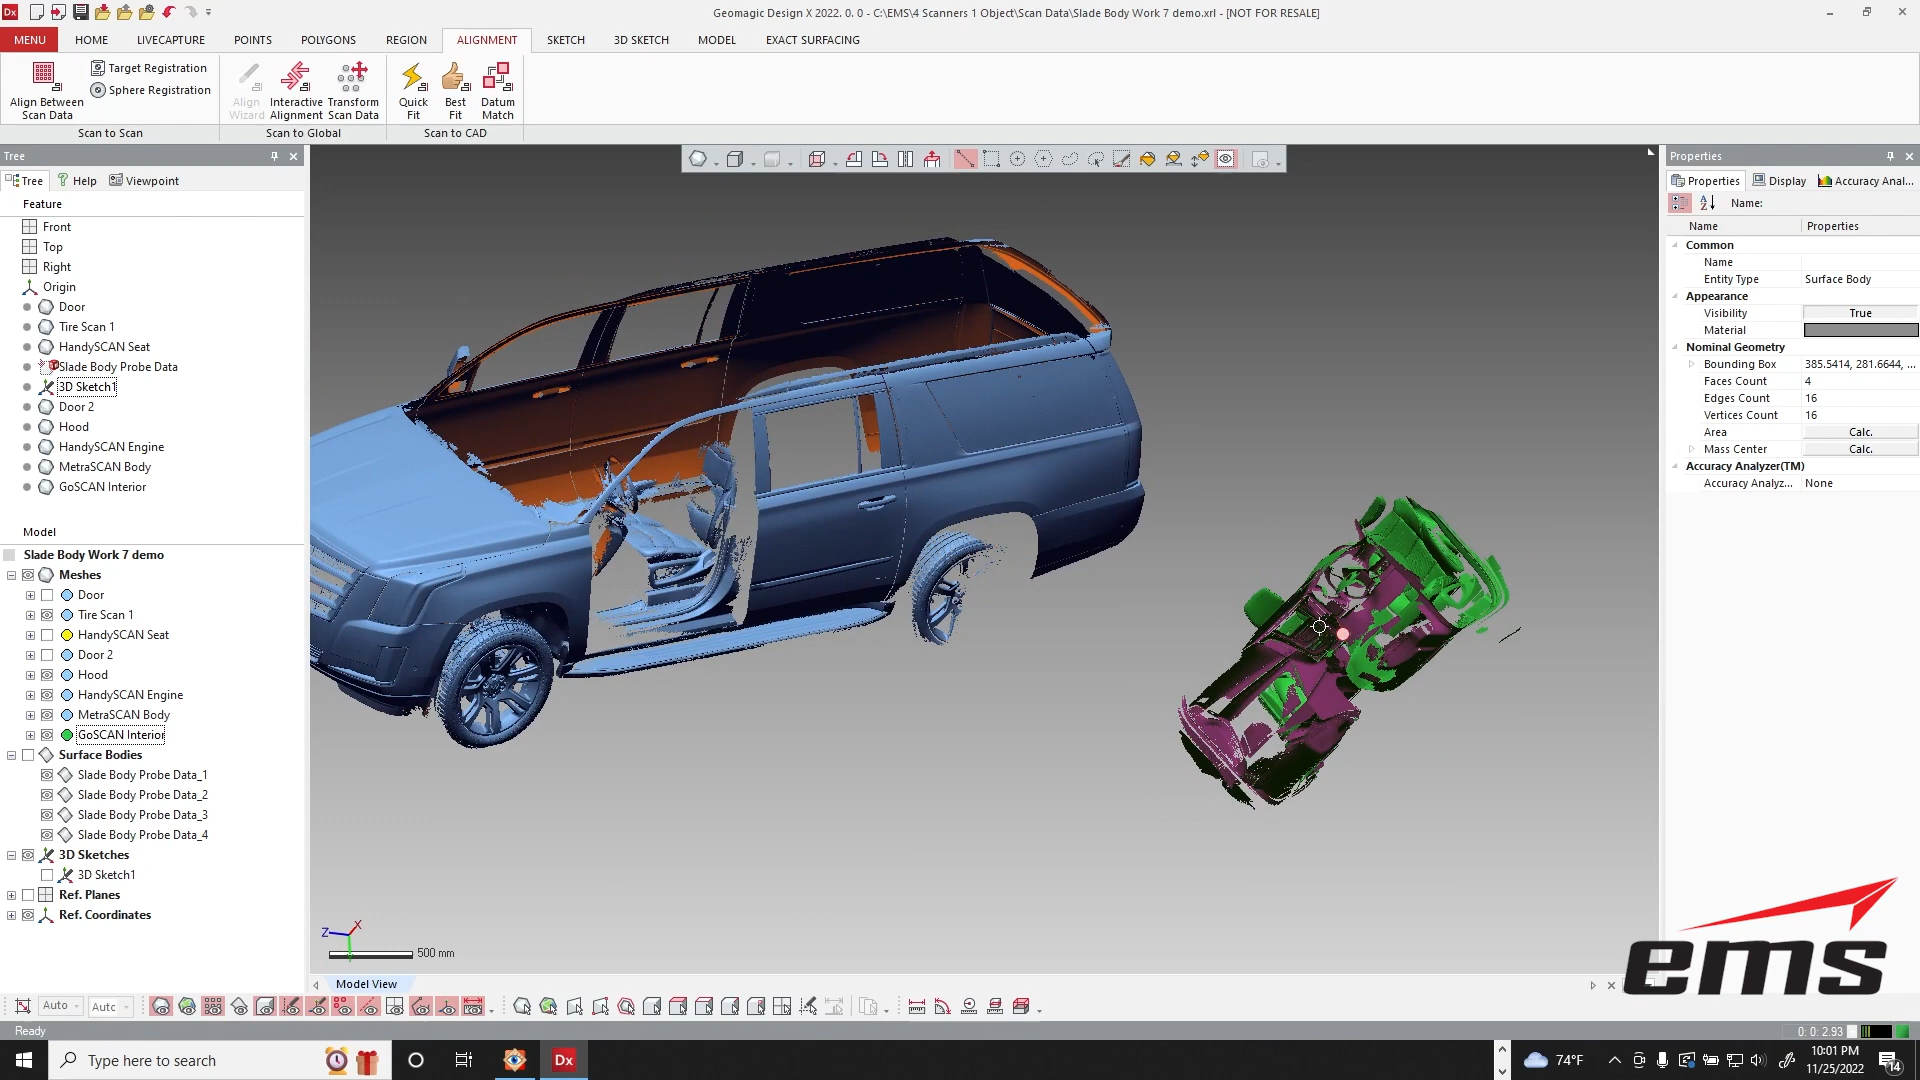 Dx
Geomagic Design X 2022. 0. 0 - C:\EMS\4 Scanners 1 Object\Scan Data\Slade Body Work 7 demo.xrl - [NOT FOR RESALE]
MENU HOME LIVECAPTURE POINTS POLYGONS REGION ALIGNMENT SKETCH 3D SKETCH MODEL EXACT SURFACING
Align Between Scan Data
Target Registration
Sphere Registration
Align Wizard
Interactive Alignment
Transform Scan Data
Quick Fit
Best Fit
Datum Match
Scan to Scan Scan to Global Scan to CAD
Tree
Tree Help Viewpoint
Feature
Front
Top
Right
Origin
Door
Tire Scan 1
HandySCAN Seat
Slade Body Probe Data
3D Sketch1
Door 2
Hood
HandySCAN Engine
MetraSCAN Body
GoSCAN Interior
Model
Slade Body Work 7 demo
Meshes
Door
Tire Scan 1
HandySCAN Seat
Door 2
Hood
HandySCAN Engine
MetraSCAN Body
GoSCAN Interior
Surface Bodies
Slade Body Probe Data_1
Slade Body Probe Data_2
Slade Body Probe Data_3
Slade Body Probe Data_4
3D Sketches
3D Sketch1
Ref. Planes
Ref. Coordinates
Z X
500 mm
Model View
Properties
Properties Display Accuracy Anal...
Name:
Name Properties
Common
Name
Entity Type Surface Body
Appearance
Visibility True
Material
Nominal Geometry
Bounding Box 385.5414, 281.6644, ...
Faces Count 4
Edges Count 16
Vertices Count 16
Area Calc.
Mass Center Calc.
Accuracy Analyzer(TM)
Accuracy Analyz... None
ems
Auto Autc
Ready
0: 0: 2.93
Type here to search
Dx
74°F
10:01 PM
11/25/2022
14